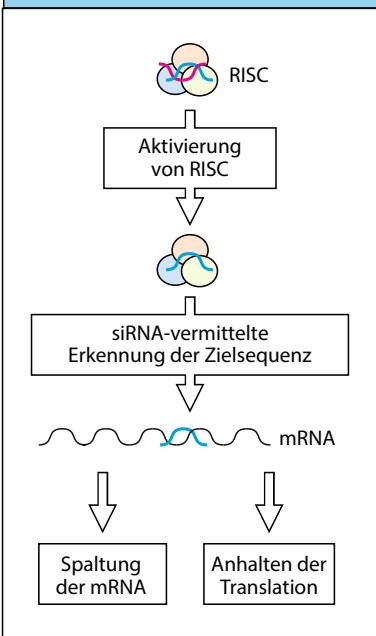 RISC
Aktivierung
von RISC
siRNA-vermittelte
Erkennung der Zielsequenz
mRNA
Spaltung
der mRNA
Anhalten der
Translation